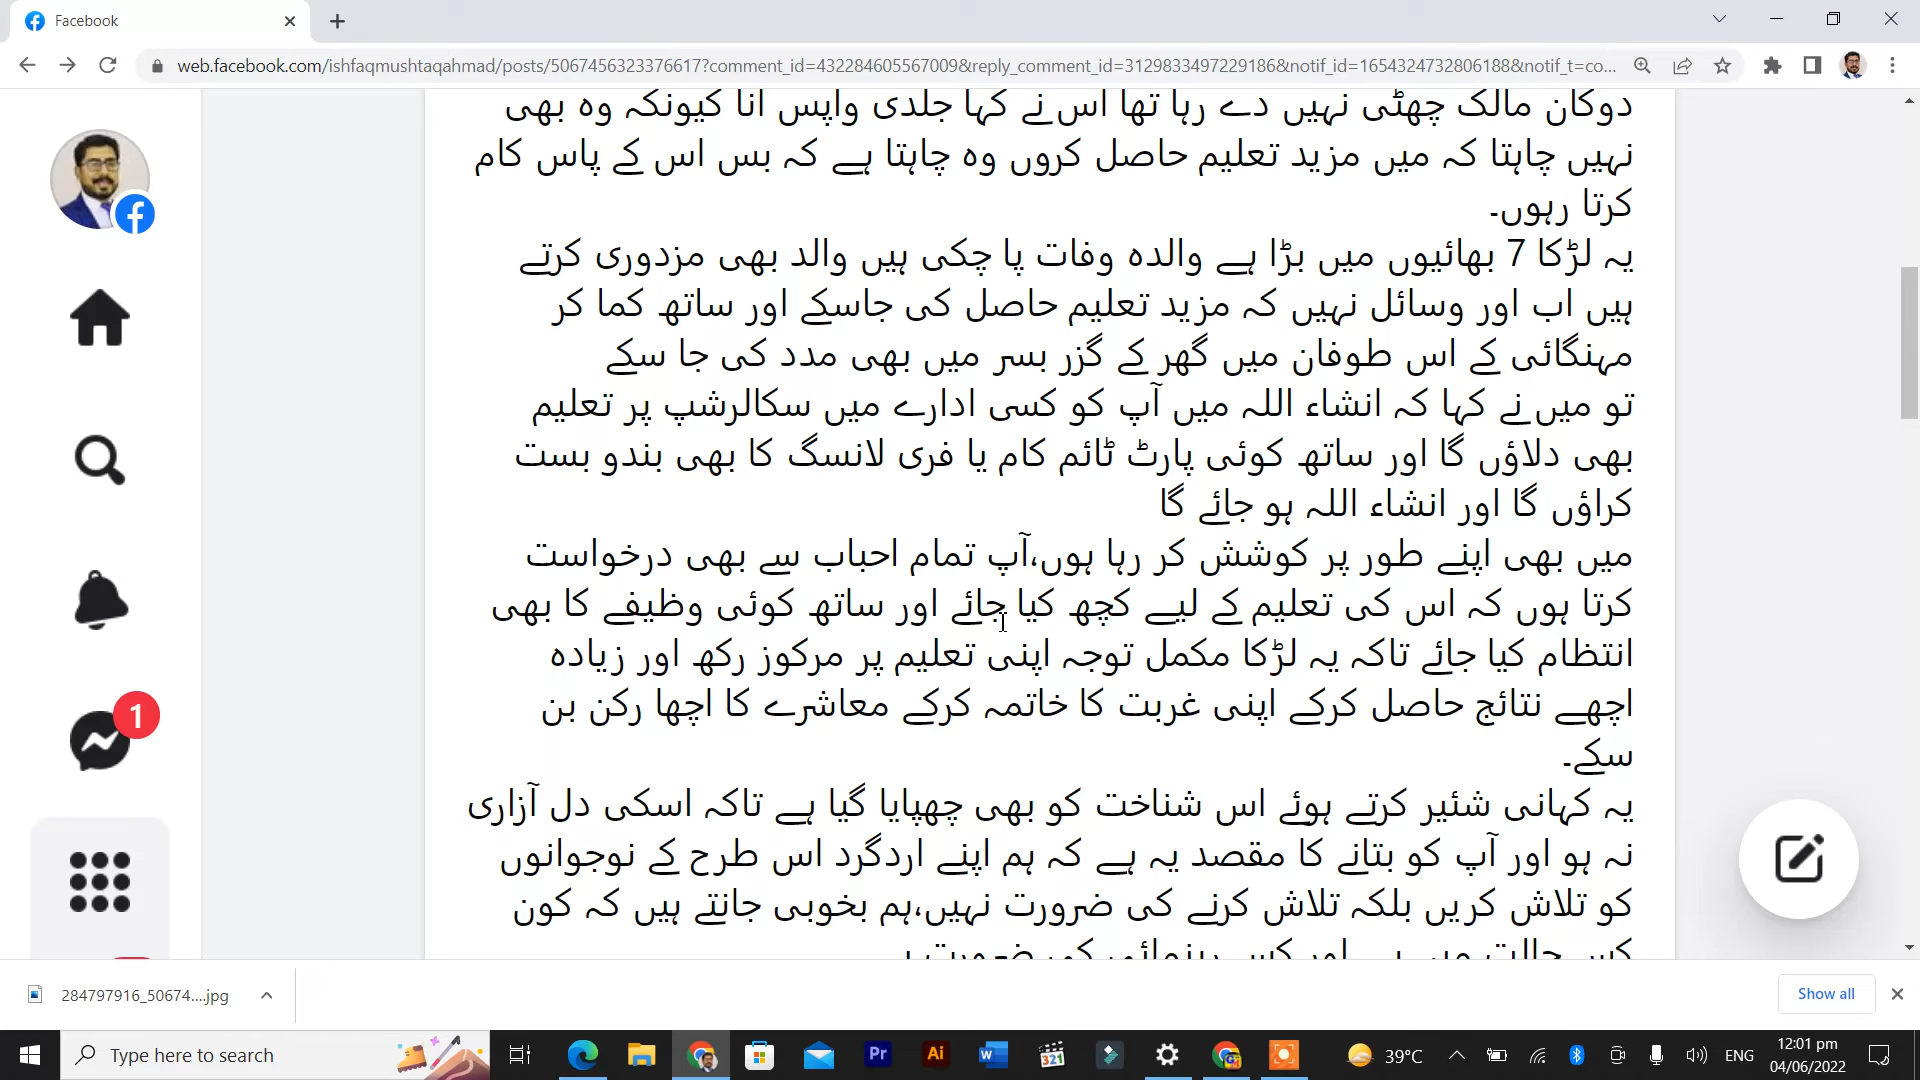 Facebook
web.facebook.com/ishfaqmushtaqahmad/posts/5067456323376617?comment_id=432284605567009&reply_comment_id=3129833497229186&notif_id=1654324732806188&notif_t=co...
دوکان مالک چھٹی نہیں دے رہا تھا اس نے کہا جلدی واپس انا کیونکہ وہ بھی
نہیں چاہتا کہ میں مزید تعلیم حاصل کروں وہ چاہتا ہے کہ بس اس کے پاس کام
کرتا رہوں۔
یہ لڑکا 7 بھائیوں میں بڑا ہے والدہ وفات پا چکی ہیں والد بھی مزدوری کرتے
ہیں اب اور وسائل نہیں کہ مزید تعلیم حاصل کی جاسکے اور ساتھ کما کر
مہنگائی کے اس طوفان میں گھر کے گزر بسر میں بھی مدد کی جا سکے
تو میں نے کہا کہ انشاء اللہ میں آپ کو کسی ادارے میں سکالرشپ پر تعلیم
بھی دلاؤں گا اور ساتھ کوئی پارٹ ٹائم کام یا فری لانسگ کا بھی بندو بست
کراؤں گا اور انشاء اللہ ہو جائے گا
میں بھی اپنے طور پر کوشش کر رہا ہوں،آپ تمام احباب سے بھی درخواست
کرتا ہوں کہ اس کی تعلیم کے لیے کچھ کیا جائے اور ساتھ کوئی وظیفے کا بھی
انتظام کیا جائے تاکہ یہ لڑکا مکمل توجہ اپنی تعلیم پر مرکوز رکھ اور زیادہ
اچھے نتائج حاصل کرکے اپنی غربت کا خاتمہ کرکے معاشرے کا اچھا رکن بن
سکے۔
یہ کہانی شئیر کرتے ہوئے اس شناخت کو بھی چھپایا گیا ہے تاکہ اسکی دل آزاری
نہ ہو اور آپ کو بتانے کا مقصد یہ ہے کہ ہم اپنے اردگرد اس طرح کے نوجوانوں
کو تلاش کریں بلکہ تلاش کرنے کی ضرورت نہیں،ہم بخوبی جانتے ہیں کہ کون
کس حالت میں ہے اور کس رہنمائی کی ضرورت
1
284797916_50674....jpg
Show all
Type here to search
Pr
Ai
W
321
39°C
ENG
12:01 pm
04/06/2022